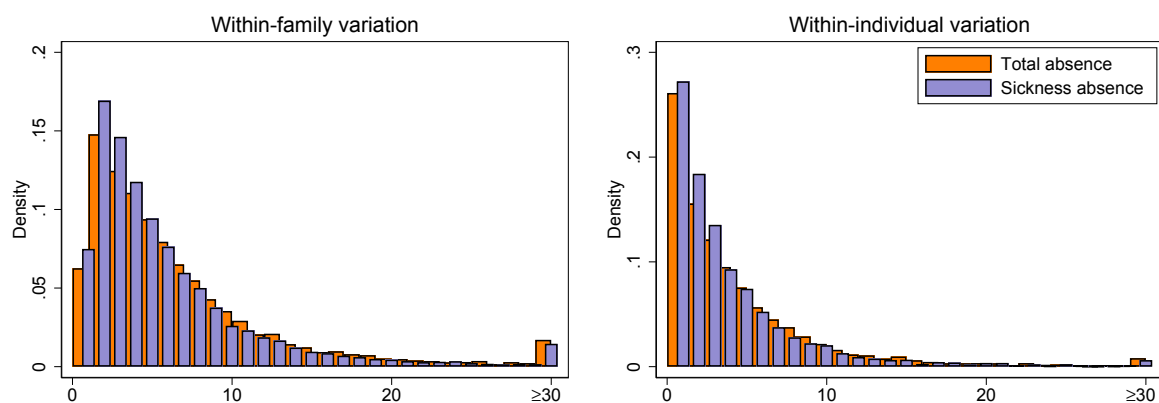 Within-family variation
Density
.2
.15
.1
.05
0
0
10
20
≥30
Within-individual variation
Total absence
Sickness absence
Density
.3
.2
.1
0
0
10
20
≥30